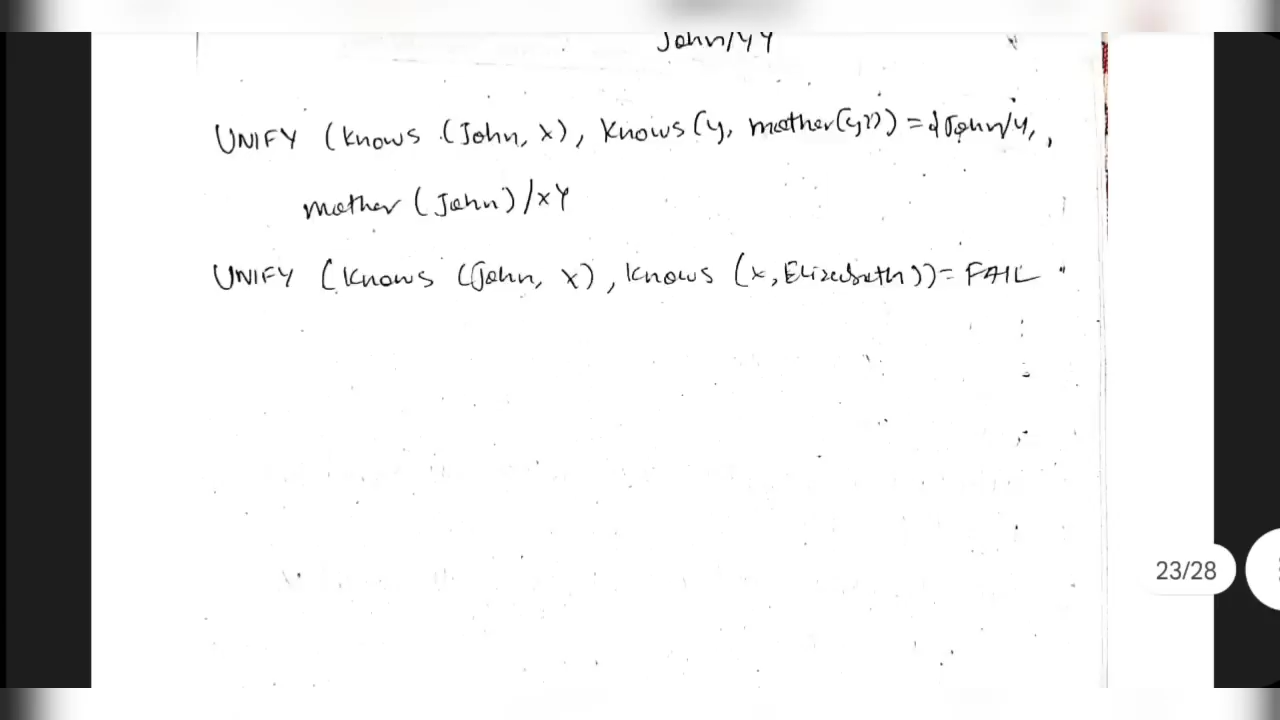 John/y}
UNIFY (Knows (John, x), Knows (y, mother(y))) = {John/y,
mother (John)/x}
UNIFY (Knows (John, x), Knows (x, Elizabeth)) = FAIL
23/28